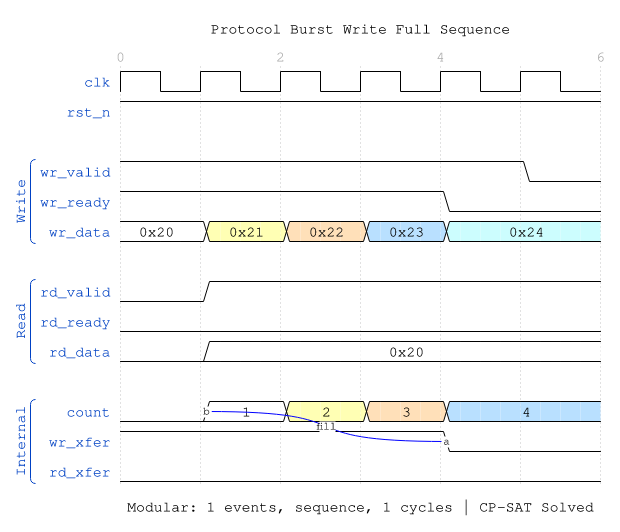 Protocol Burst Write Full Sequence
0 2 4 6
clk
rst_n
Write
wr_valid
wr_ready
wr_data 0x20 0x21 0x22 0x23 0x24
Read
rd_valid
rd_ready
rd_data 0x20
Internal
count b 1 2 3 4
fill
wr_xfer a
rd_xfer
Modular: 1 events, sequence, 1 cycles | CP-SAT Solved